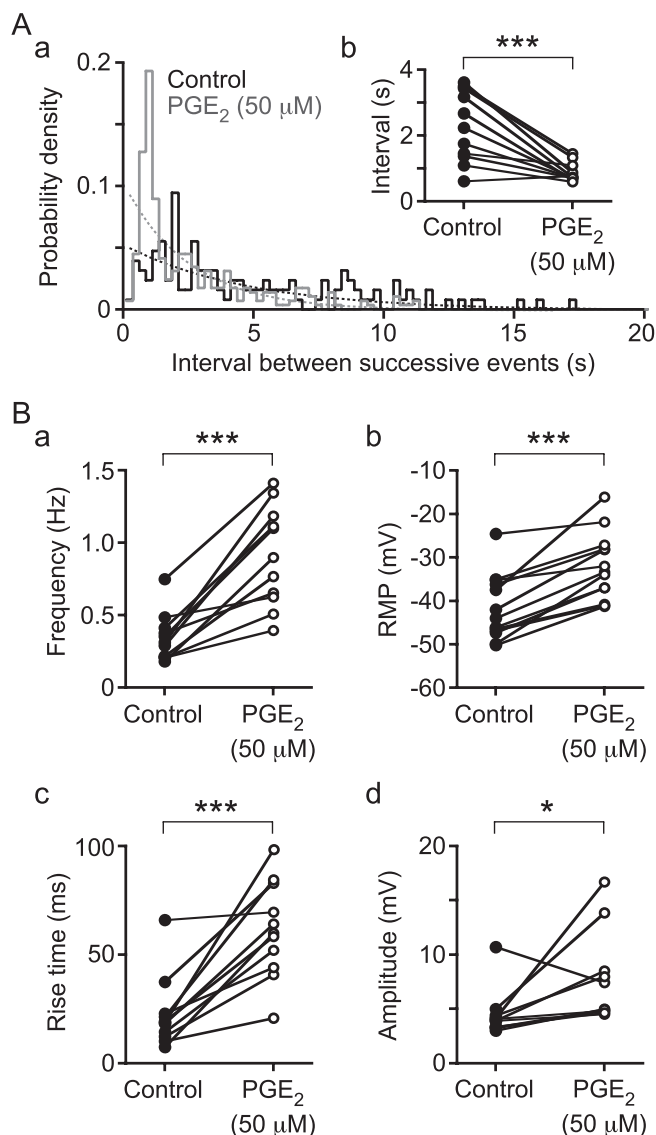 A
a
b
***
0.2
0.1
0
Probability density
Control
PGE2 (50 μM)
4
2
0
Interval (s)
Control
PGE2
(50 μM)
0
5
10
15
20
Interval between successive events (s)
B
a
***
1.5
1.0
0.5
0
Frequency (Hz)
Control
PGE2
(50 μM)
b
***
-10
-20
-30
-40
-50
-60
RMP (mV)
Control
PGE2
(50 μM)
c
***
100
50
0
Rise time (ms)
Control
PGE2
(50 μM)
d
*
20
10
0
Amplitude (mV)
Control
PGE2
(50 μM)